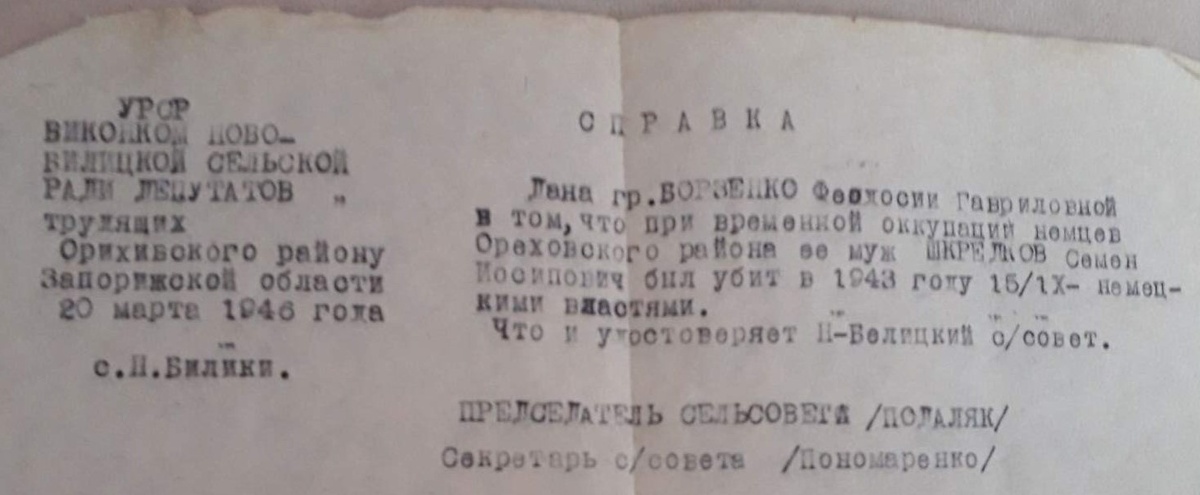 УРСР
ВИКОНКОМ НОВО-
БИЛИЦКОЙ СЕЛЬСКОЙ
РАДИ ДЕПУТАТОВ "
трудящих
Орихивского району
Запорижской области
20 марта 1946 года
с.Н.Билики.
СПРАВКА
Дана гр.БОРЗЕНКО Феодосии Гавриловной
в том,что при временной оккупаций немцев
Ореховского района ее муж ШКРЕДКОВ Семен
Иосипович бил убит в 1943 году 15/1Х- немец-
кими властями.
Что и удостоверяет Н-Белицкий с/совет.
ПРЕДСЕДАТЕЛЬ СЕЛЬСОВЕТА /ПОДАЛЯК/
Секретарь с/совета /Пономаренко/